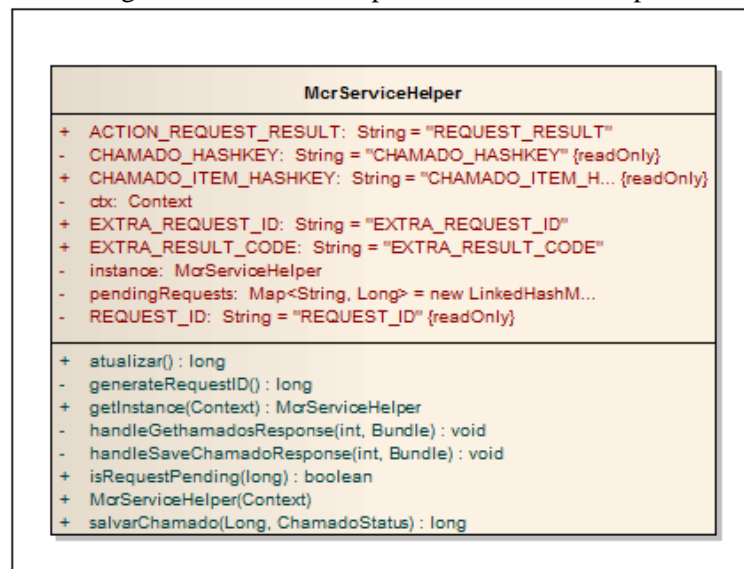 McrServiceHelper
+ ACTION_REQUEST_RESULT: String = "REQUEST_RESULT"
- CHAMADO_HASHKEY: String = "CHAMADO_HASHKEY" {readOnly}
+ CHAMADO_ITEM_HASHKEY: String = "CHAMADO_ITEM_H... {readOnly}
- ctx: Context
+ EXTRA_REQUEST_ID: String = "EXTRA_REQUEST_ID"
+ EXTRA_RESULT_CODE: String = "EXTRA_RESULT_CODE"
- instance: McrServiceHelper
- pendingRequests: Map<String, Long> = new LinkedHashM...
- REQUEST_ID: String = "REQUEST_ID" {readOnly}
+ atualizar() : long
- generateRequestID() : long
+ getInstance(Context) : McrServiceHelper
- handleGethamadosResponse(int, Bundle) : void
- handleSaveChamadoResponse(int, Bundle) : void
+ isRequestPending(long) : boolean
+ McrServiceHelper(Context)
+ salvarChamado(Long, ChamadoStatus) : long